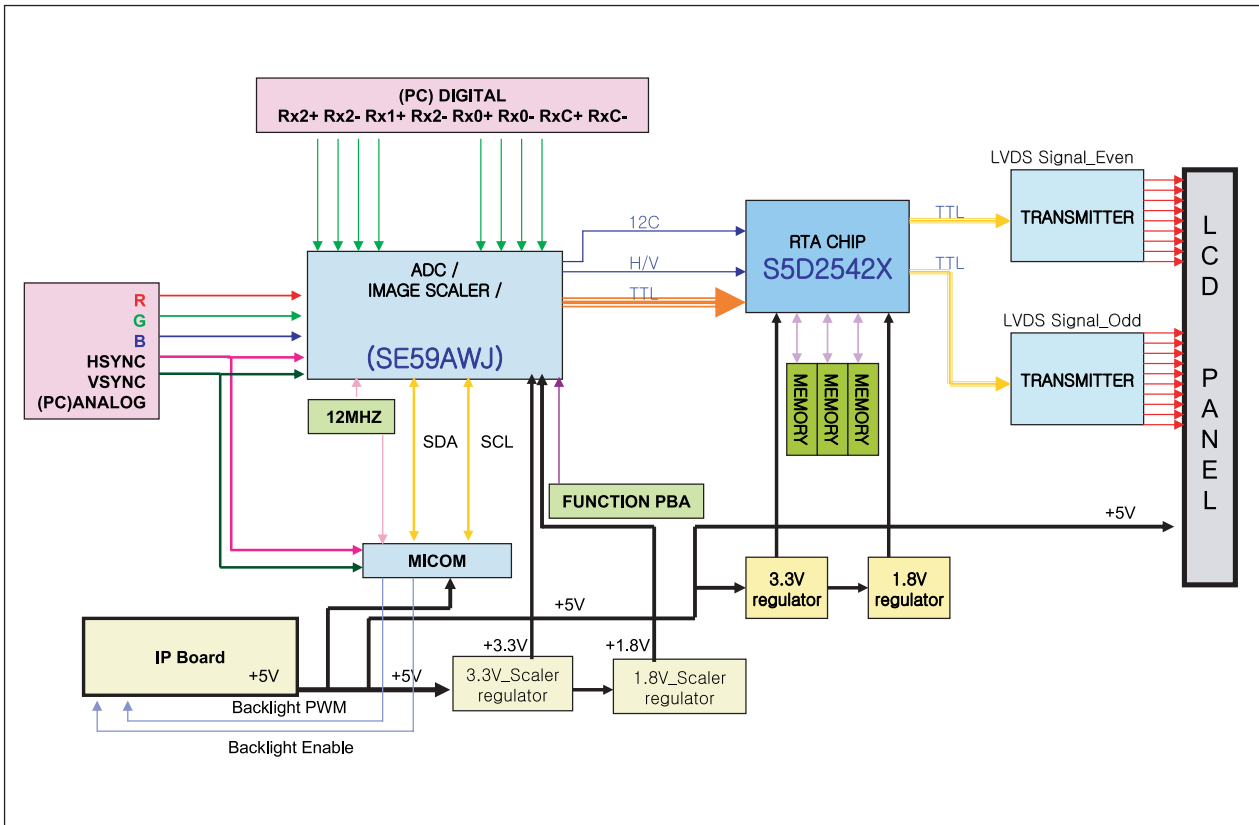 (PC) DIGITAL
Rx2+ Rx2- Rx1+ Rx2- Rx0+ Rx0- RxC+ RxC-
LVDS Signal_Even
TRANSMITTER
12C
TTL
RTA CHIP
S5D2542X
H/V
TTL
TTL
ADC /
IMAGE SCALER /
(SE59AWJ)
R
G
B
HSYNC
VSYNC
(PC)ANALOG
LVDS Signal_Odd
TRANSMITTER
LCD PANEL
MEMORY
MEMORY
MEMORY
12MHZ
SDA
SCL
FUNCTION PBA
+5V
MICOM
3.3V
regulator
1.8V
regulator
+5V
IP Board
+5V
+5V
+3.3V
+1.8V
3.3V_Scaler
regulator
1.8V_Scaler
regulator
Backlight PWM
Backlight Enable